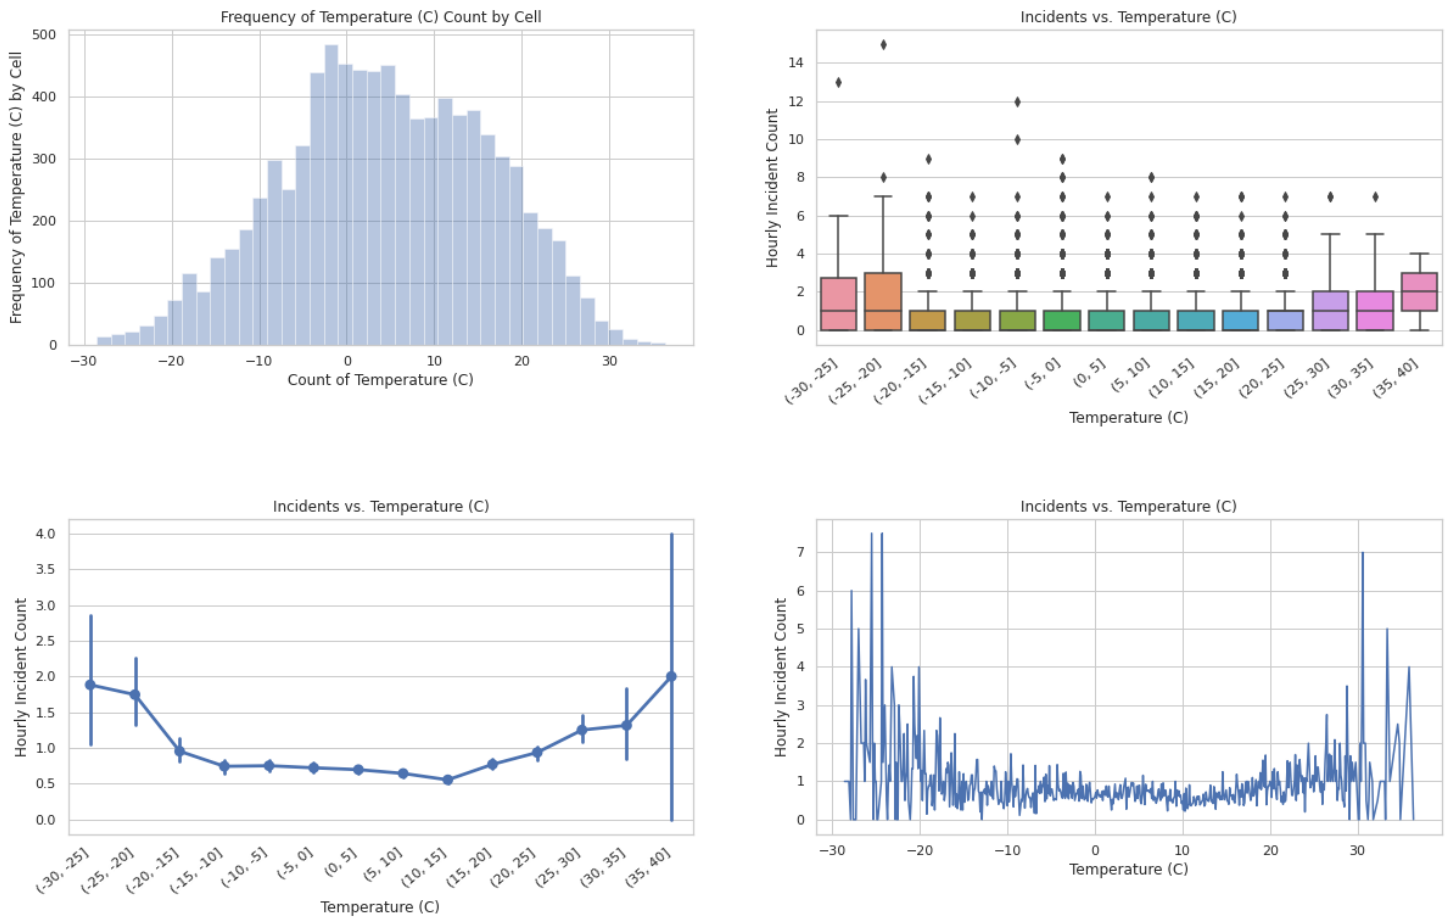 Frequency of Temperature (C) Count by Cell
Frequency of Temperature (C) by Cell
500
400
300
200
100
0
−30 −20 −10 0 10 20 30
Count of Temperature (C)
Incidents vs. Temperature (C)
Hourly Incident Count
14
12
10
8
6
4
2
0
(-30, -25] (-25, -20] (-20, -15] (-15, -10] (-10, -5] (-5, 0] (0, 5] (5, 10] (10, 15] (15, 20] (20, 25] (25, 30] (30, 35] (35, 40]
Temperature (C)
Incidents vs. Temperature (C)
Hourly Incident Count
4.0
3.5
3.0
2.5
2.0
1.5
1.0
0.5
0.0
(-30, -25] (-25, -20] (-20, -15] (-15, -10] (-10, -5] (-5, 0] (0, 5] (5, 10] (10, 15] (15, 20] (20, 25] (25, 30] (30, 35] (35, 40]
Temperature (C)
Incidents vs. Temperature (C)
Hourly Incident Count
7
6
5
4
3
2
1
0
−30 −20 −10 0 10 20 30
Temperature (C)